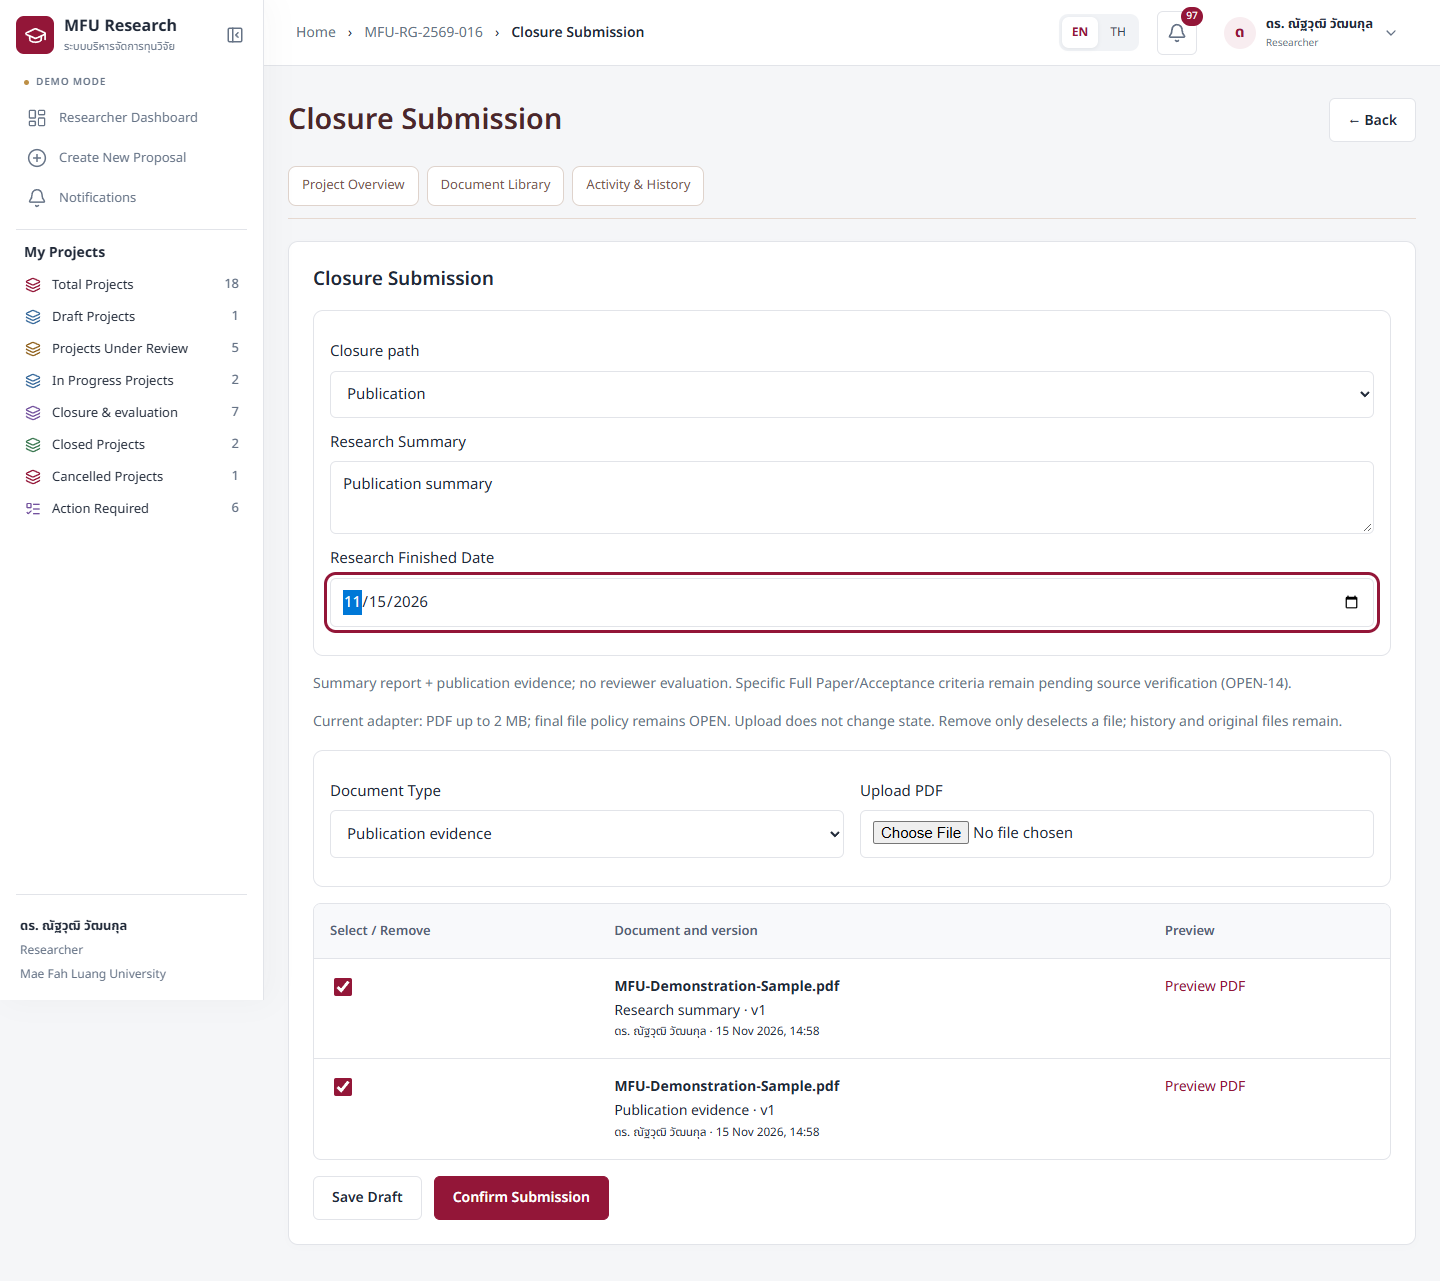 MFU Research
ระบบบริหารจัดการทุนวิจัย
DEMO MODE
Researcher Dashboard
Create New Proposal
Notifications
My Projects
Total Projects 18
Draft Projects 1
Projects Under Review 5
In Progress Projects 2
Closure & evaluation 7
Closed Projects 2
Cancelled Projects 1
Action Required 6
ดร. ณัฐวุฒิ วัฒนกุล
Researcher
Mae Fah Luang University
Home › MFU-RG-2569-016 › Closure Submission
EN TH
97
ด
ดร. ณัฐวุฒิ วัฒนกุล
Researcher
Closure Submission
← Back
Project Overview Document Library Activity & History
Closure Submission
Closure path
Publication
Research Summary
Publication summary
Research Finished Date
11/15/2026
Summary report + publication evidence; no reviewer evaluation. Specific Full Paper/Acceptance criteria remain pending source verification (OPEN-14).
Current adapter: PDF up to 2 MB; final file policy remains OPEN. Upload does not change state. Remove only deselects a file; history and original files remain.
Document Type Upload PDF
Publication evidence Choose File No file chosen
Select / Remove Document and version Preview
MFU-Demonstration-Sample.pdf Preview PDF
Research summary · v1
ดร. ณัฐวุฒิ วัฒนกุล · 15 Nov 2026, 14:58
MFU-Demonstration-Sample.pdf Preview PDF
Publication evidence · v1
ดร. ณัฐวุฒิ วัฒนกุล · 15 Nov 2026, 14:58
Save Draft Confirm Submission